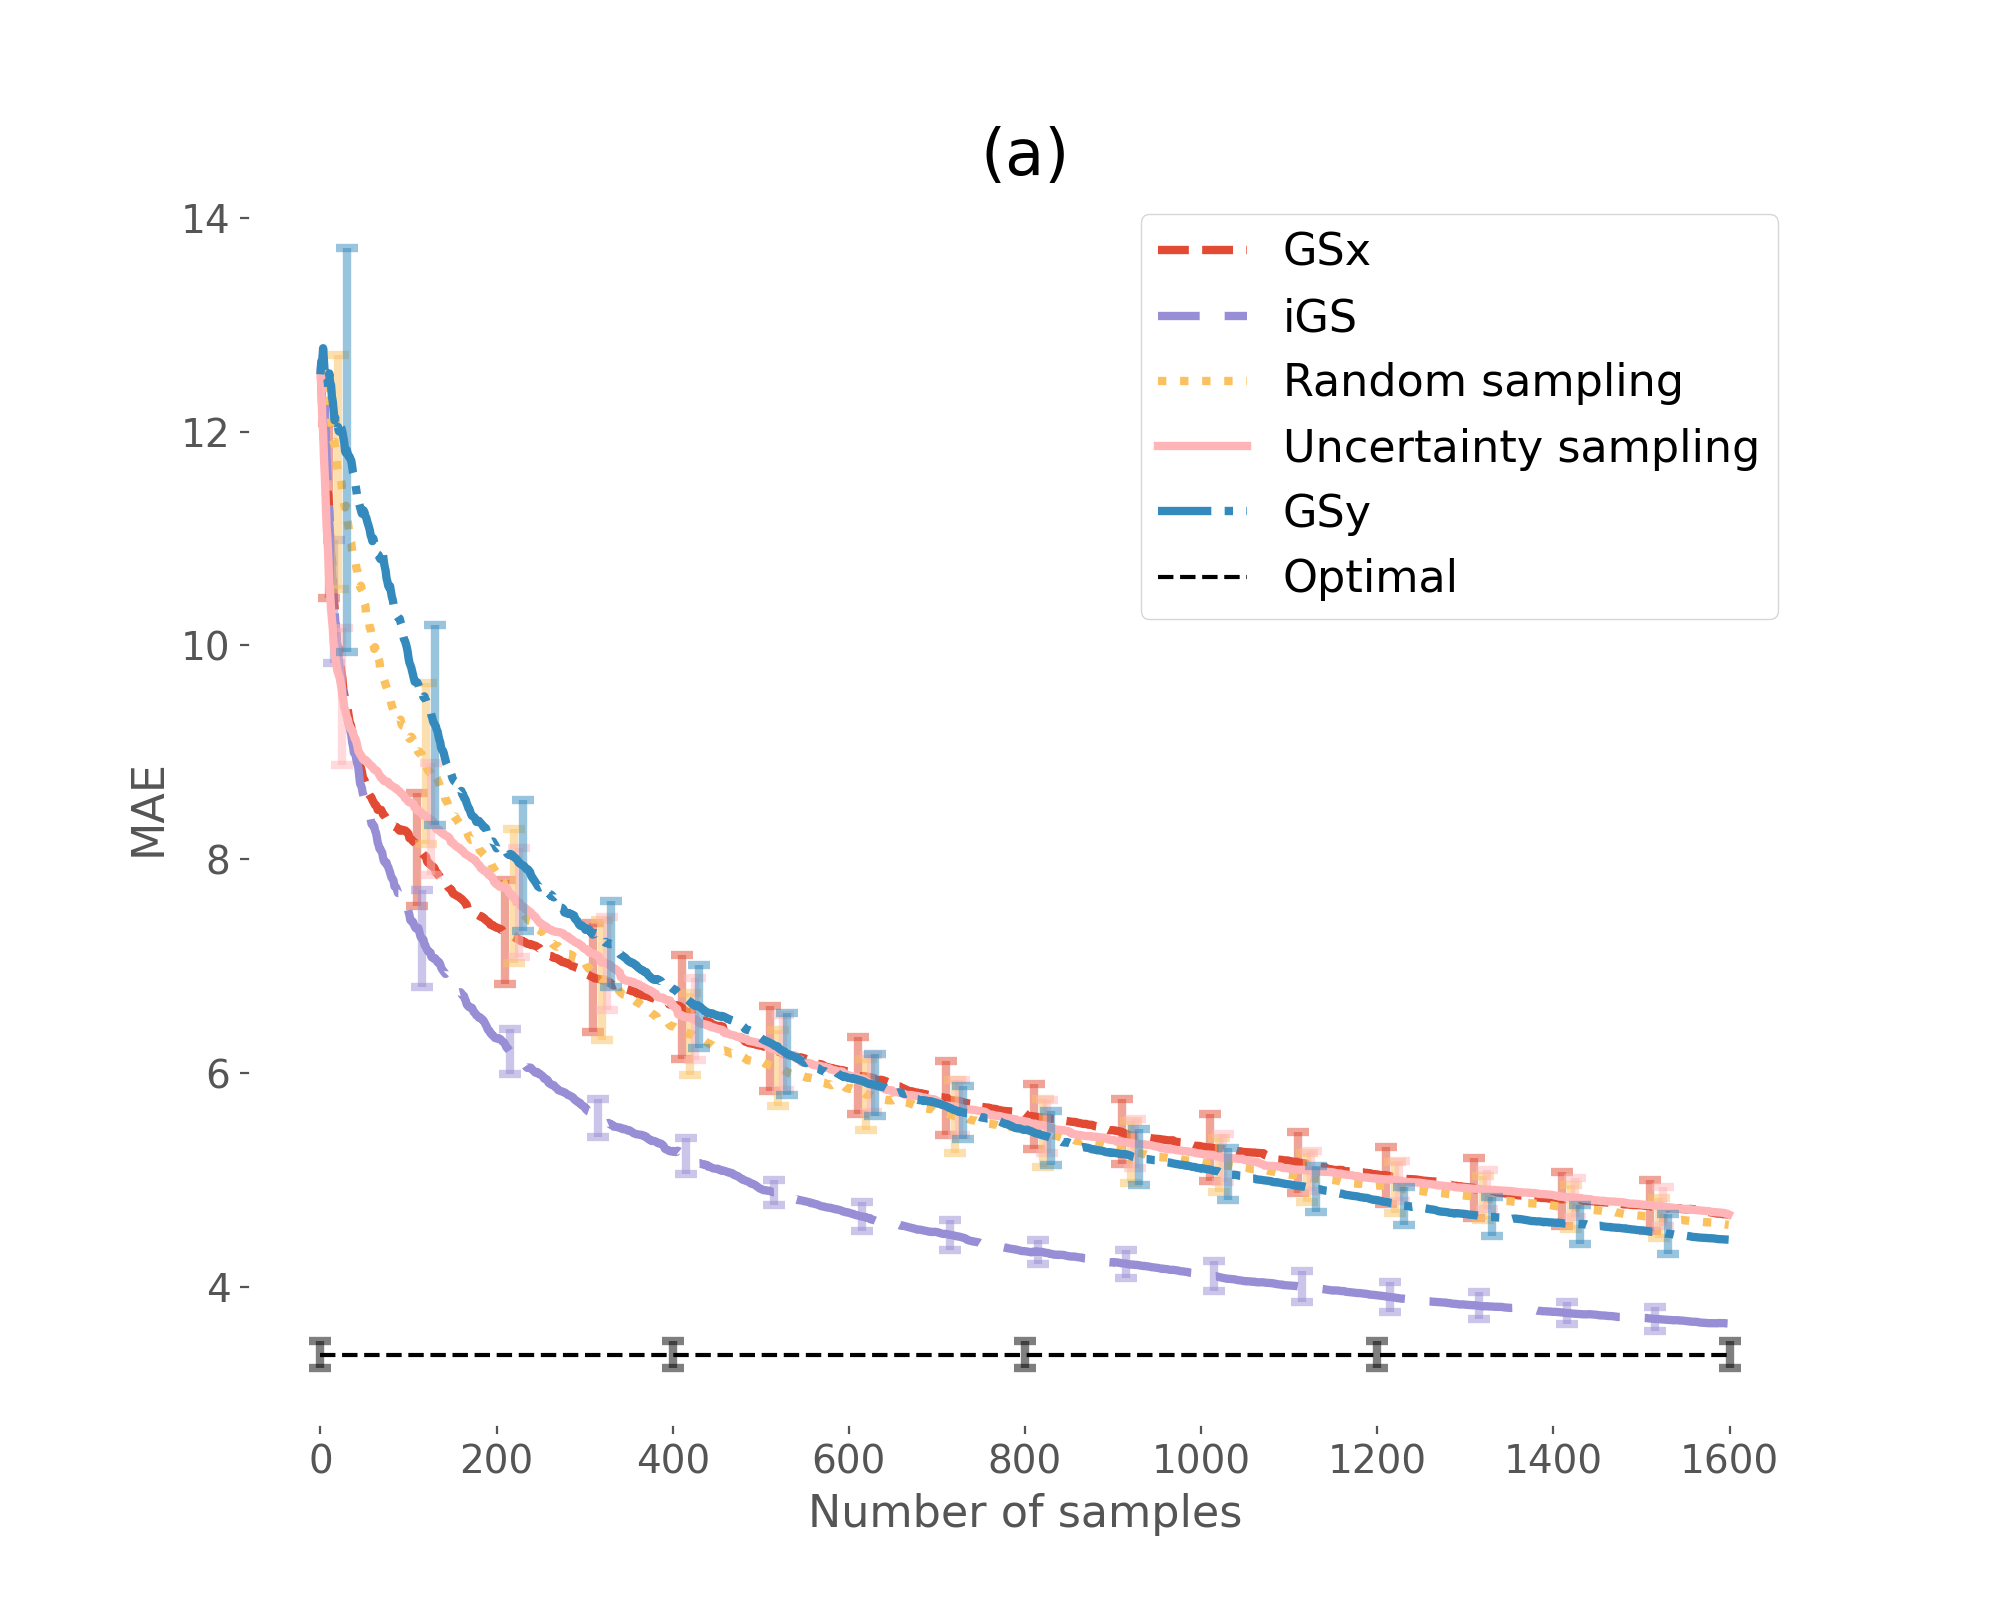 (a)
14
12
10
8
6
4
MAE
GSx
iGS
Random sampling
Uncertainty sampling
GSy
Optimal
0 200 400 600 800 1000 1200 1400 1600
Number of samples